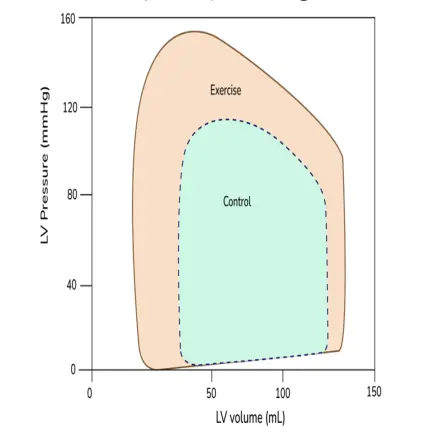 160
Exercise
120
LV Pressure (mmHg)
Control
80
40
0
0 50 100 150
LV volume (mL)